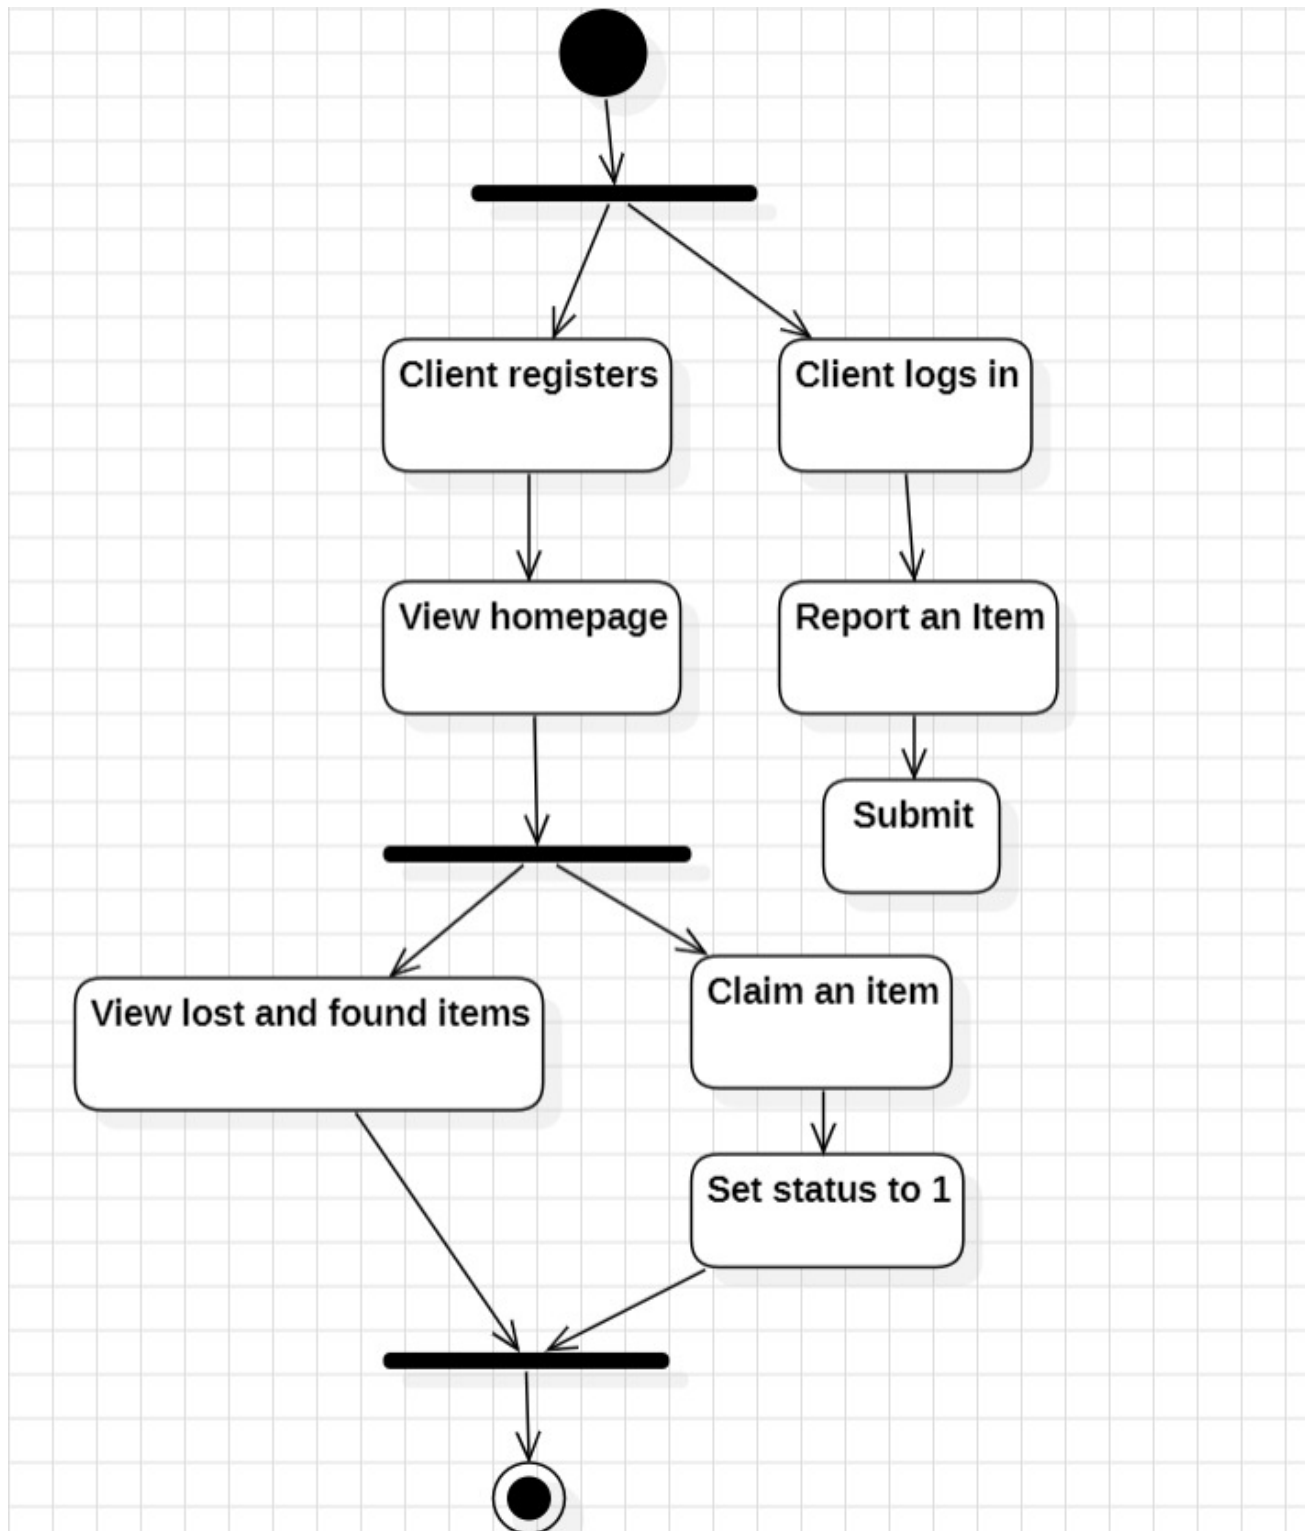 Client registers
Client logs in
View homepage
Report an Item
Submit
View lost and found items
Claim an item
Set status to 1